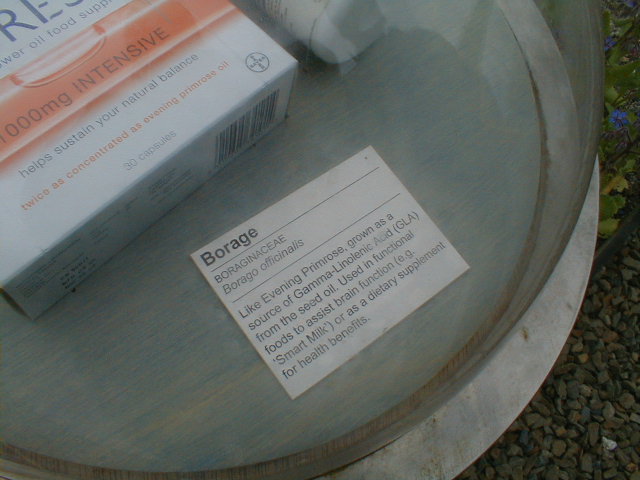 RES
wer oil food supp
1000mg INTENSIVE
helps sustain your natural balance
twice as concentrated as evening primrose oil
30 capsules
BAYER
Borage
BORAGINACEAE
Borago officinalis
Like Evening Primrose, grown as a
source of Gamma-Linolenic Acid (GLA)
from the seed oil. Used in functional
foods to assist brain function (e.g.
'Smart Milk') or as a dietary supplement
for health benefits.